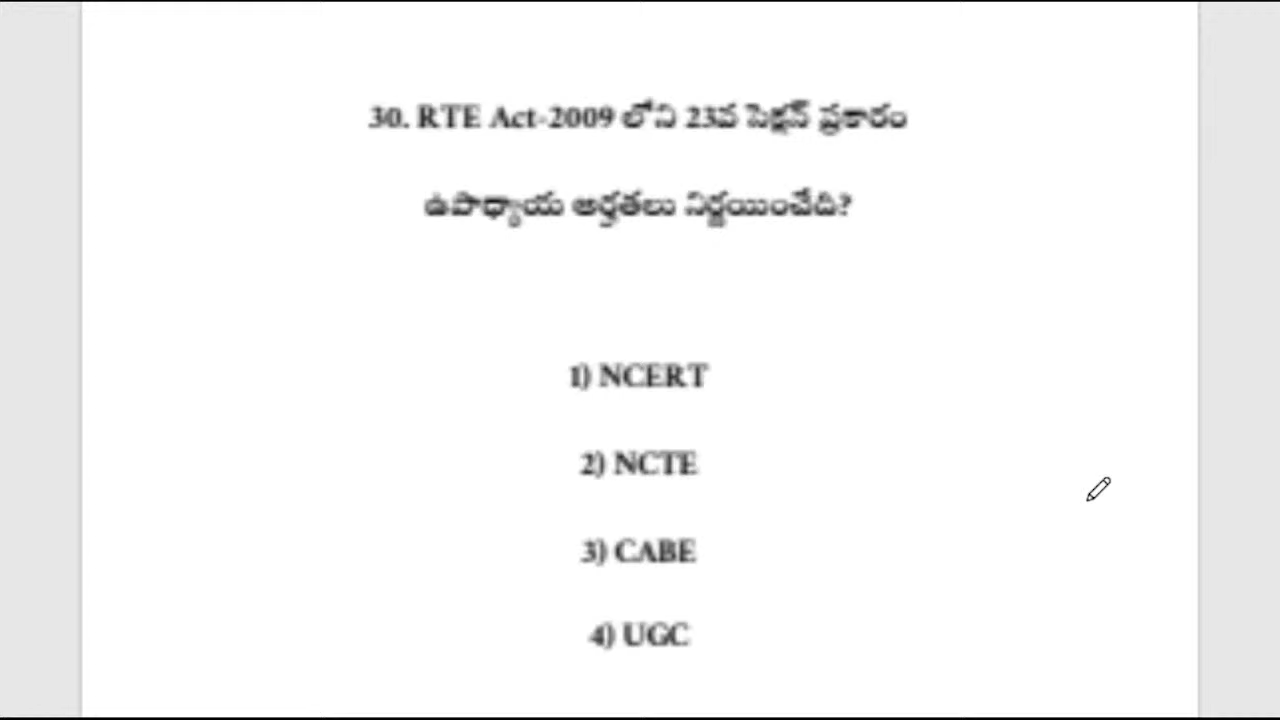 30. RTE Act-2009 లోని 23వ సెక్షన్ ప్రకారం
ఉపాధ్యాయ అర్హతలు నిర్ణయించేది?
1) NCERT
2) NCTE
3) CABE
4) UGC